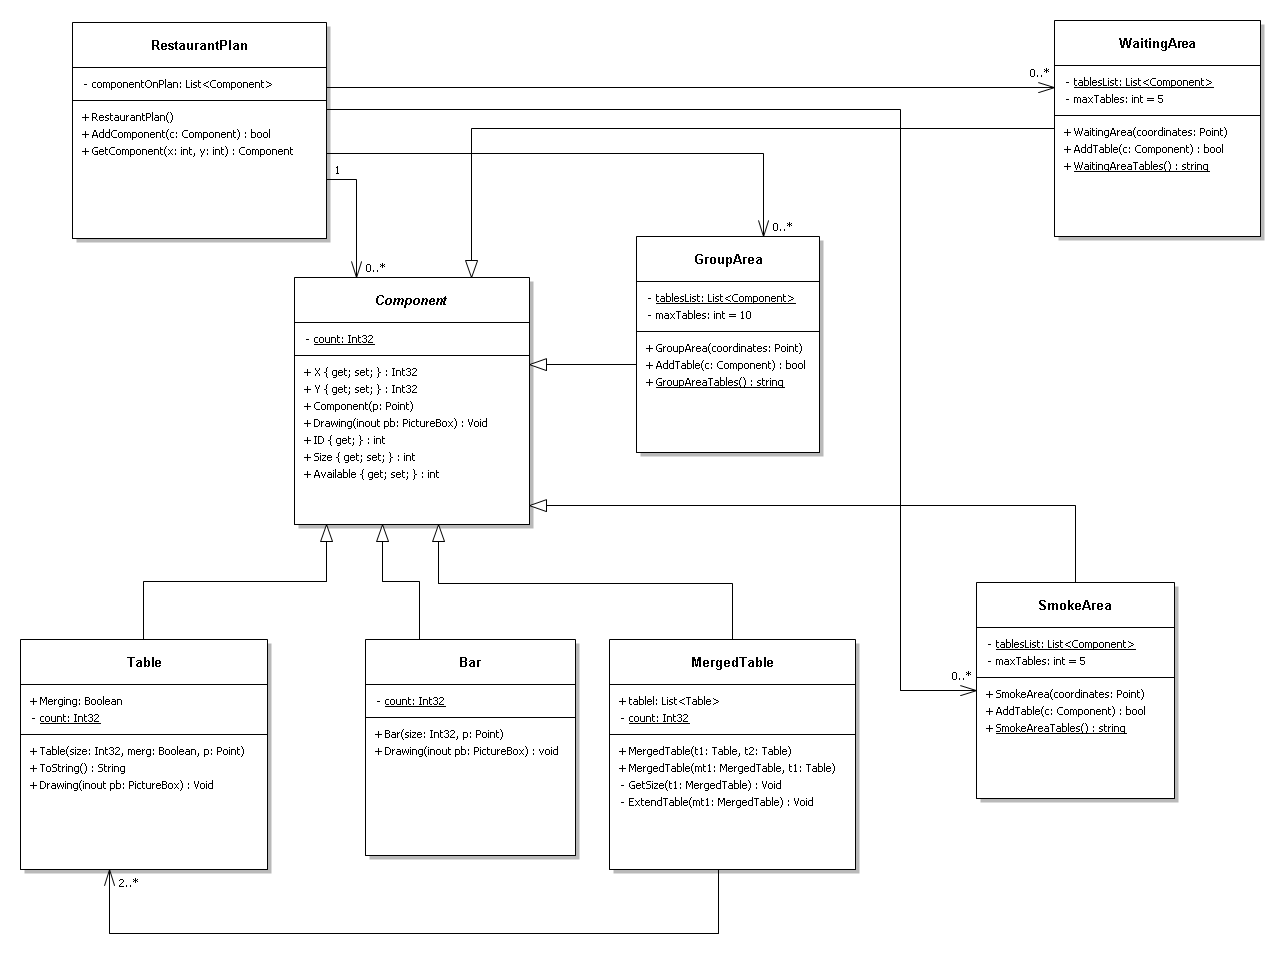 RestaurantPlan
- componentOnPlan: List<Component>
+ RestaurantPlan()
+ AddComponent(c: Component) : bool
+ GetComponent(x: int, y: int) : Component
1
0..*
WaitingArea
- tablesList: List<Component>
- maxTables: int = 5
+ WaitingArea(coordinates: Point)
+ AddTable(c: Component) : bool
+ WaitingAreaTables() : string
0..*
GroupArea
- tablesList: List<Component>
- maxTables: int = 10
+ GroupArea(coordinates: Point)
+ AddTable(c: Component) : bool
+ GroupAreaTables() : string
0..*
Component
- count: Int32
+ X { get; set; } : Int32
+ Y { get; set; } : Int32
+ Component(p: Point)
+ Drawing(inout pb: PictureBox) : Void
+ ID { get; } : int
+ Size { get; set; } : int
+ Available { get; set; } : int
0..*
SmokeArea
- tablesList: List<Component>
- maxTables: int = 5
+ SmokeArea(coordinates: Point)
+ AddTable(c: Component) : bool
+ SmokeAreaTables() : string
Table
+ Merging: Boolean
- count: Int32
+ Table(size: Int32, merg: Boolean, p: Point)
+ ToString() : String
+ Drawing(inout pb: PictureBox) : Void
Bar
- count: Int32
+ Bar(size: Int32, p: Point)
+ Drawing(inout pb: PictureBox) : void
MergedTable
+ tablel: List<Table>
- count: Int32
+ MergedTable(t1: Table, t2: Table)
+ MergedTable(mt1: MergedTable, t1: Table)
- GetSize(t1: MergedTable) : Void
- ExtendTable(mt1: MergedTable) : Void
2..*